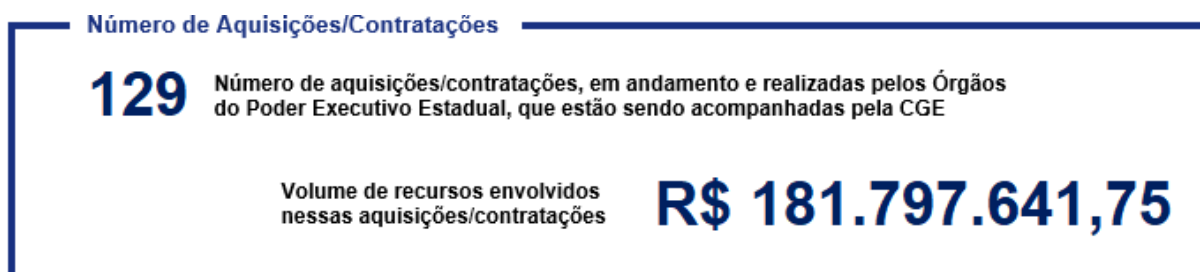 Número de Aquisições/Contratações
129
Número de aquisições/contratações, em andamento e realizadas pelos Órgãos
do Poder Executivo Estadual, que estão sendo acompanhadas pela CGE
Volume de recursos envolvidos
nessas aquisições/contratações
R$ 181.797.641,75